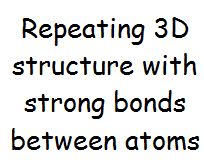 Repeating 3D
structure with
strong bonds
between atoms